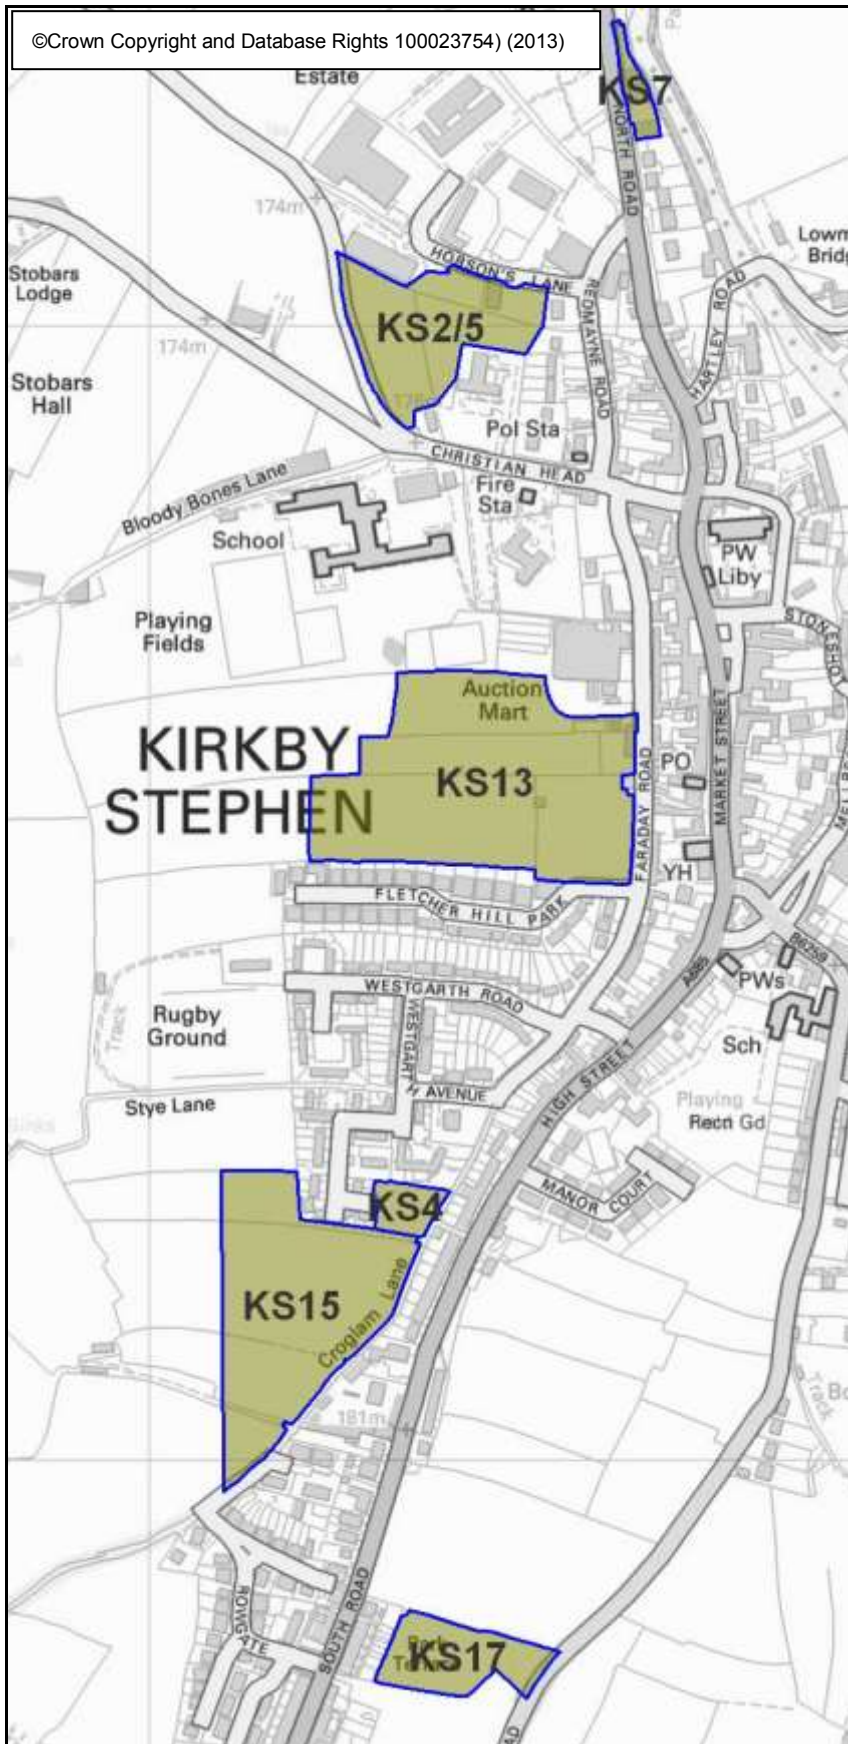 ©Crown Copyright and Database Rights 100023754) (2013)
Estate
KS7
NORTH ROAD
174m
HOBSON'S LANE
Stobars
Lodge
REDMAYNE ROAD
HARTLEY ROAD
KS2/5
174m
Stobars
Hall
Pol Sta
CHRISTIAN HEAD
Fire
Sta
Bloody Bones Lane
School
PW
Liby
Playing
Fields
Auction
Mart
MARKET STREET
KIRKBY
STEPHEN
KS13
PO
FARADAY ROAD
YH
FLETCHER HILL PARK
B6259
A685
PWs
WESTGARTH ROAD
Rugby
Ground
Track
WESTGARTH AVENUE
Sch
HIGH STREET
Stye Lane
Playing
Recn Gd
MANOR COURT
KS4
KS15
Croglam Lane
Track
181m
ROWGATE
SOUTH ROAD
KS17